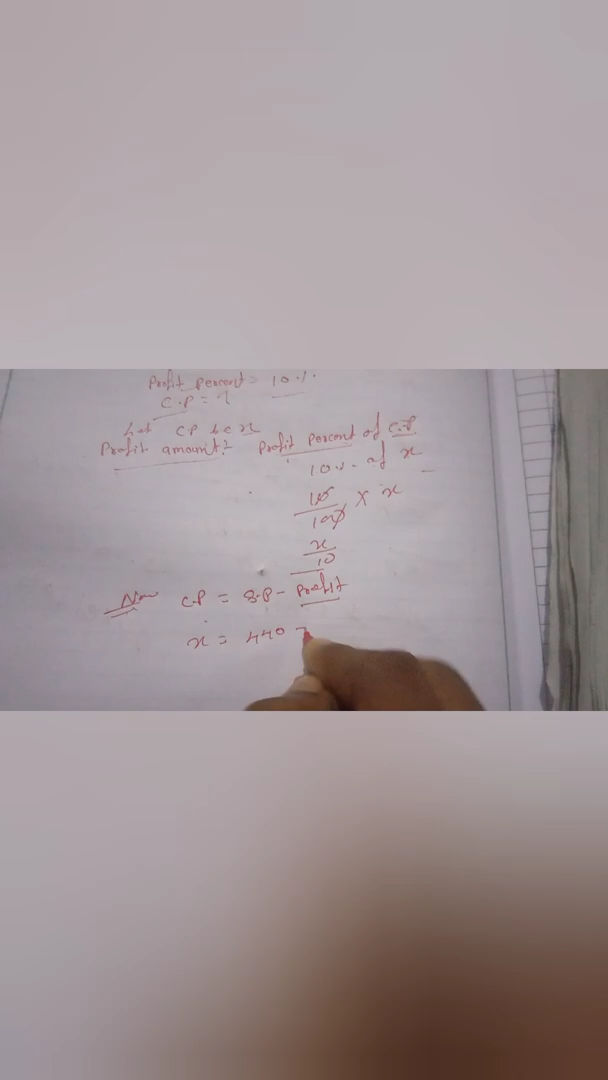 Profit Percent = 10 %.
C.P = ?
Let CP be x
Profit amount? Profit Percent of C.P.
10 % of x
10/100 × x
x/10
Now C.P = S.P - Profit
x = 440 -